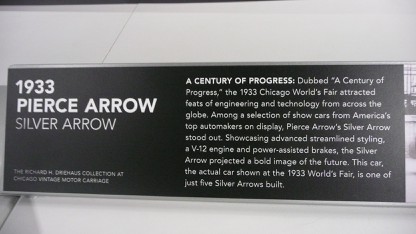 1933
PIERCE ARROW
SILVER ARROW
THE RICHARD H. DRIEHAUS COLLECTION AT
CHICAGO VINTAGE MOTOR CARRIAGE
A CENTURY OF PROGRESS: Dubbed "A Century of
Progress," the 1933 Chicago World's Fair attracted
feats of engineering and technology from across the
globe. Among a selection of show cars from America's
top automakers on display, Pierce Arrow's Silver Arrow
stood out. Showcasing advanced streamlined styling,
a V-12 engine and power-assisted brakes, the Silver
Arrow projected a bold image of the future. This car,
the actual car shown at the 1933 World's Fair, is one of
just five Silver Arrows built.